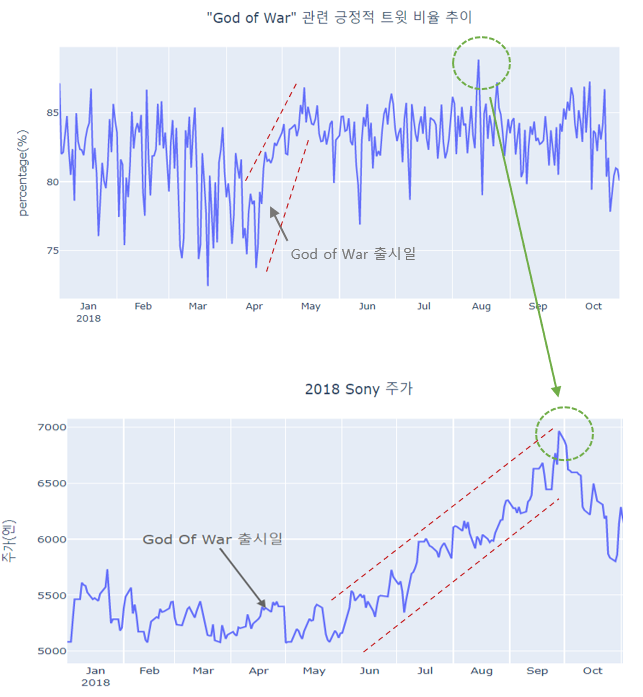 "God of War" 관련 긍정적 트윗 비율 추이
percentage(%)
85
80
75
God of War 출시일
Jan Feb Mar Apr May Jun Jul Aug Sep Oct
2018
2018 Sony 주가
주가(엔)
7000
6500
6000
5500
5000
God Of War 출시일
Jan Feb Mar Apr May Jun Jul Aug Sep Oct
2018